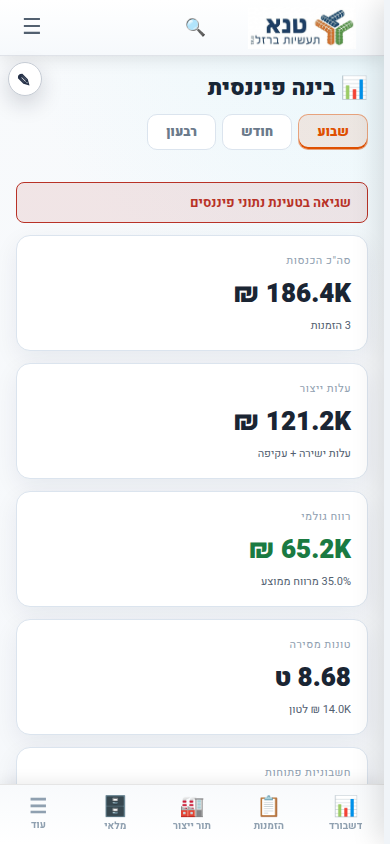 טנא
תעשיות ברזל
בינה פיננסית
שבוע
חודש
רבעון
שגיאה בטעינת נתוני פיננסים
סה"כ הכנסות
₪ 186.4K
3 הזמנות
עלות ייצור
₪ 121.2K
עלות ישירה + עקיפה
רווח גולמי
₪ 65.2K
35.0% מרווח ממוצע
טונות מסירה
8.68 ט
14.0K ₪ לטון
חשבוניות פתוחות
דשבורד
הזמנות
תור ייצור
מלאי
עוד